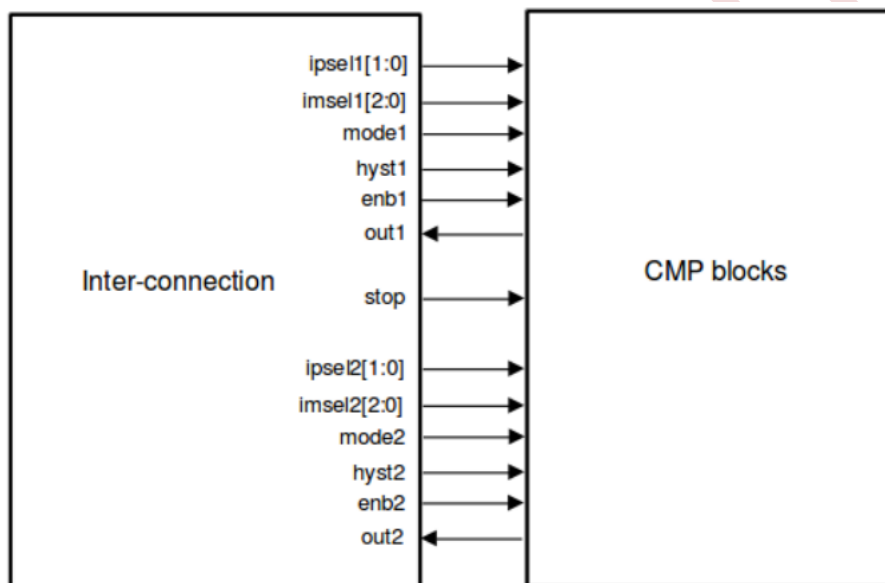 ipsel1[1:0]
imsel1[2:0]
mode1
hyst1
enb1
out1
Inter-connection
CMP blocks
stop
ipsel2[1:0]
imsel2[2:0]
mode2
hyst2
enb2
out2